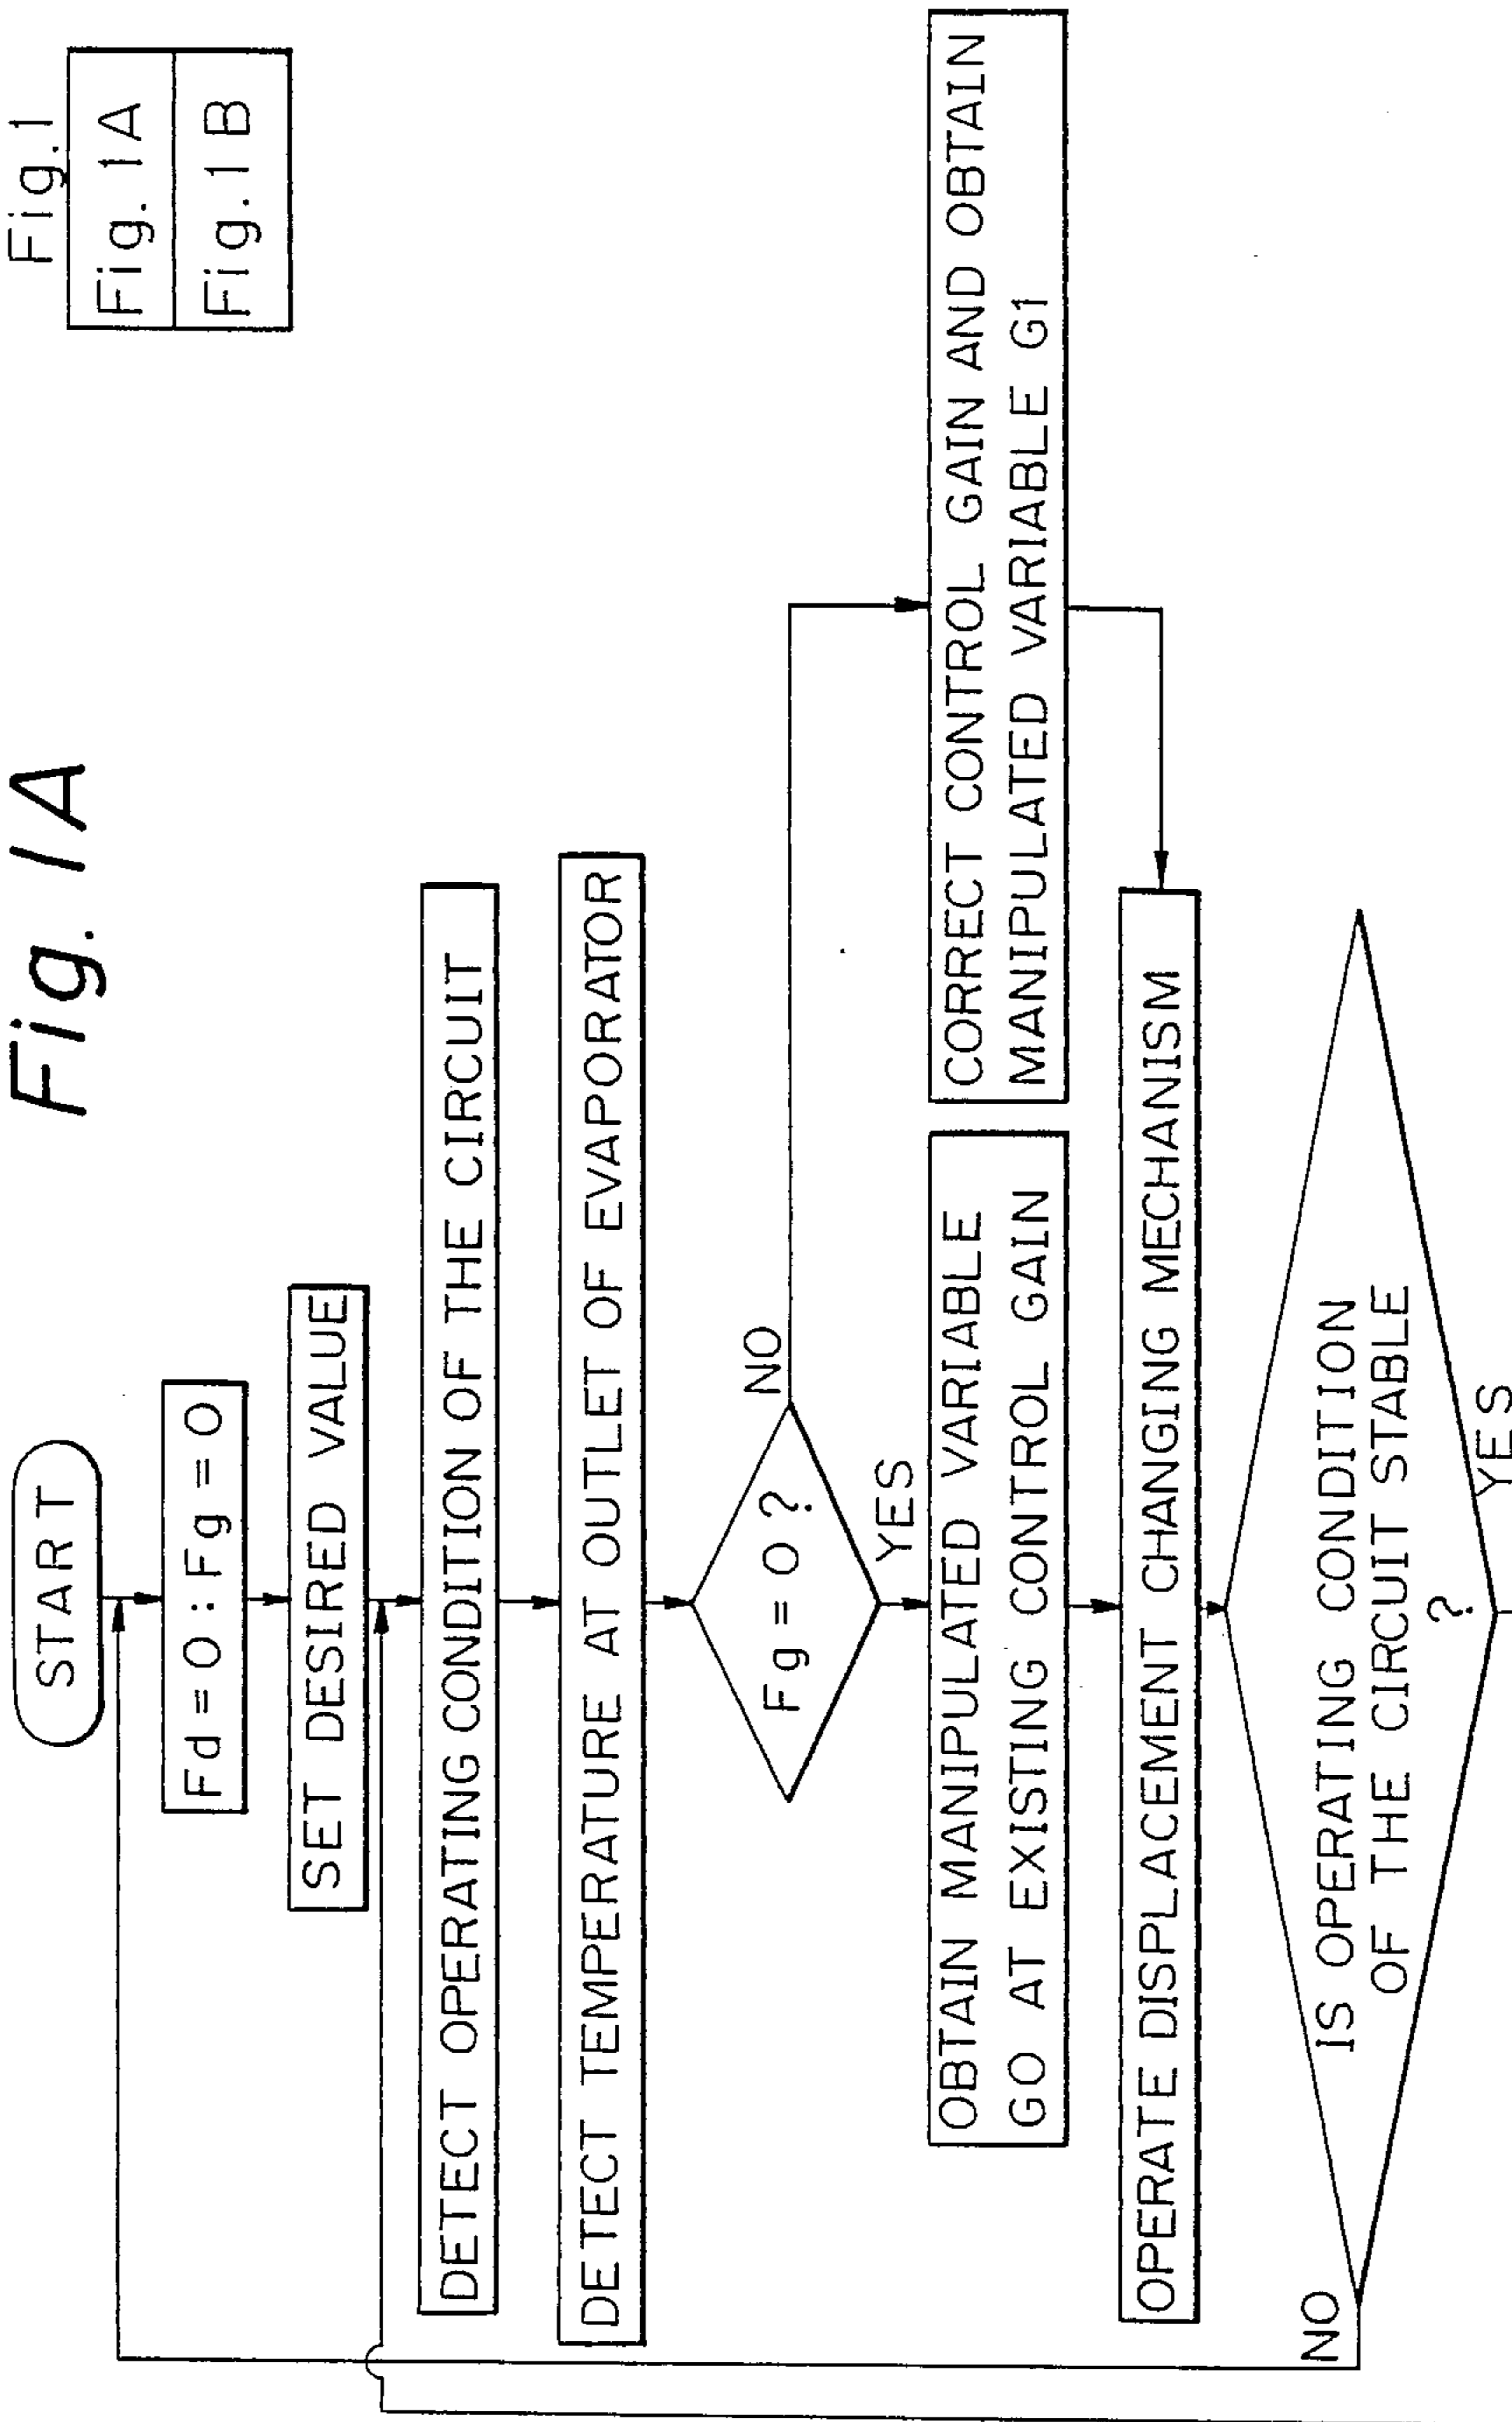 Fig. 1A
Fig.1
Fig. 1A
Fig.1 B
START
Fd = 0 : Fg = 0
SET DESIRED VALUE
DETECT OPERATING CONDITION OF THE CIRCUIT
DETECT TEMPERATURE AT OUTLET OF EVAPORATOR
Fg = 0 ?
NO
YES
OBTAIN MANIPULATED VARIABLE
GO AT EXISTING CONTROL GAIN
CORRECT CONTROL GAIN AND OBTAIN
MANIPULATED VARIABLE G1
OPERATE DISPLACEMENT CHANGING MECHANISM
IS OPERATING CONDITION
OF THE CIRCUIT STABLE
?
NO
YES